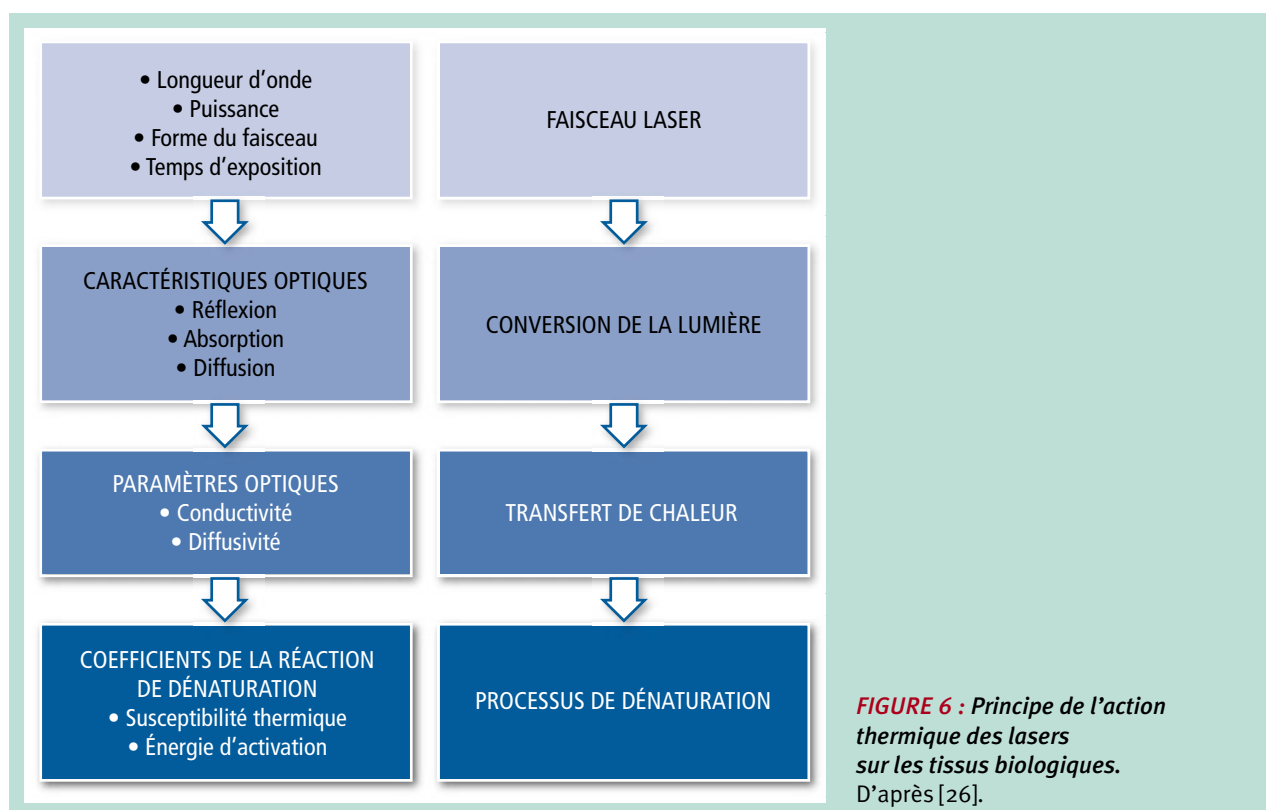 • Longueur d'onde
• Puissance
• Forme du faisceau
• Temps d'exposition
FAISCEAU LASER
CARACTÉRISTIQUES OPTIQUES
• Réflexion
• Absorption
• Diffusion
CONVERSION DE LA LUMIÈRE
PARAMÈTRES OPTIQUES
• Conductivité
• Diffusivité
TRANSFERT DE CHALEUR
COEFFICIENTS DE LA RÉACTION
DE DÉNATURATION
• Susceptibilité thermique
• Énergie d'activation
PROCESSUS DE DÉNATURATION
FIGURE 6 : Principe de l'action
thermique des lasers
sur les tissus biologiques.
D'après [26].